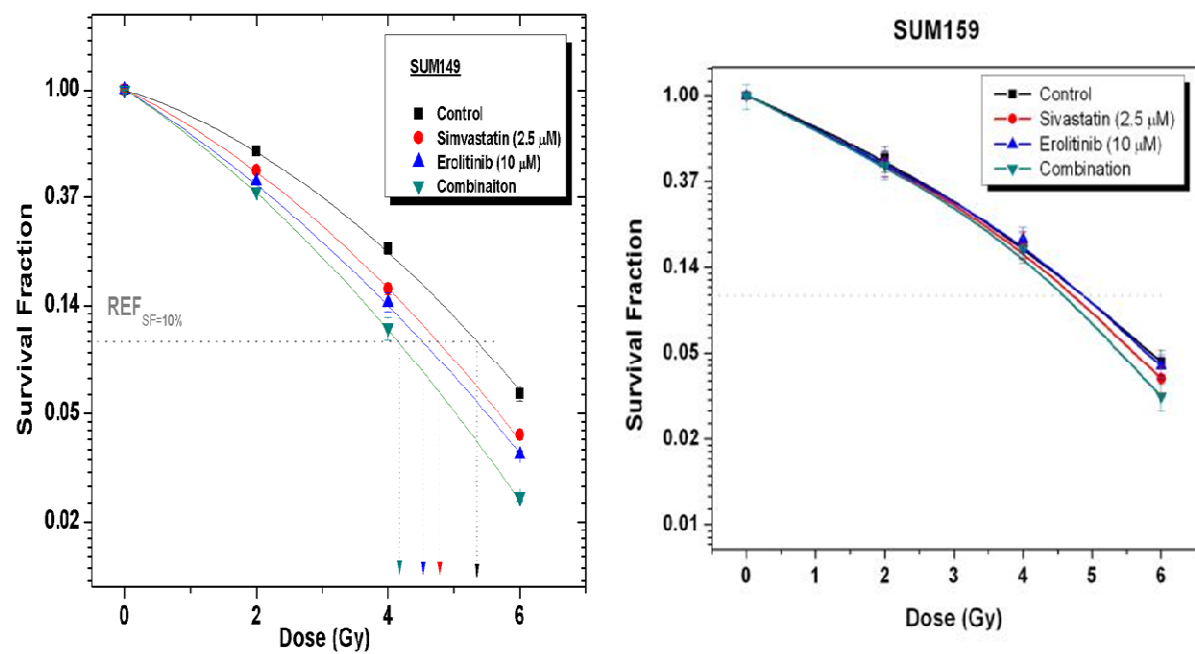 SUM149
Control
Simvastatin (2.5 μM)
Erolitinib (10 μM)
Combinaiton
1.00
0.37
0.14
0.05
0.02
REF SF=10%
Survival Fraction
0 2 4 6
Dose (Gy)
SUM159
Control
Sivastatin (2.5 μM)
Erolitinib (10 μM)
Combination
1.00
0.37
0.14
0.05
0.02
0.01
Survival Fraction
0 1 2 3 4 5 6
Dose (Gy)